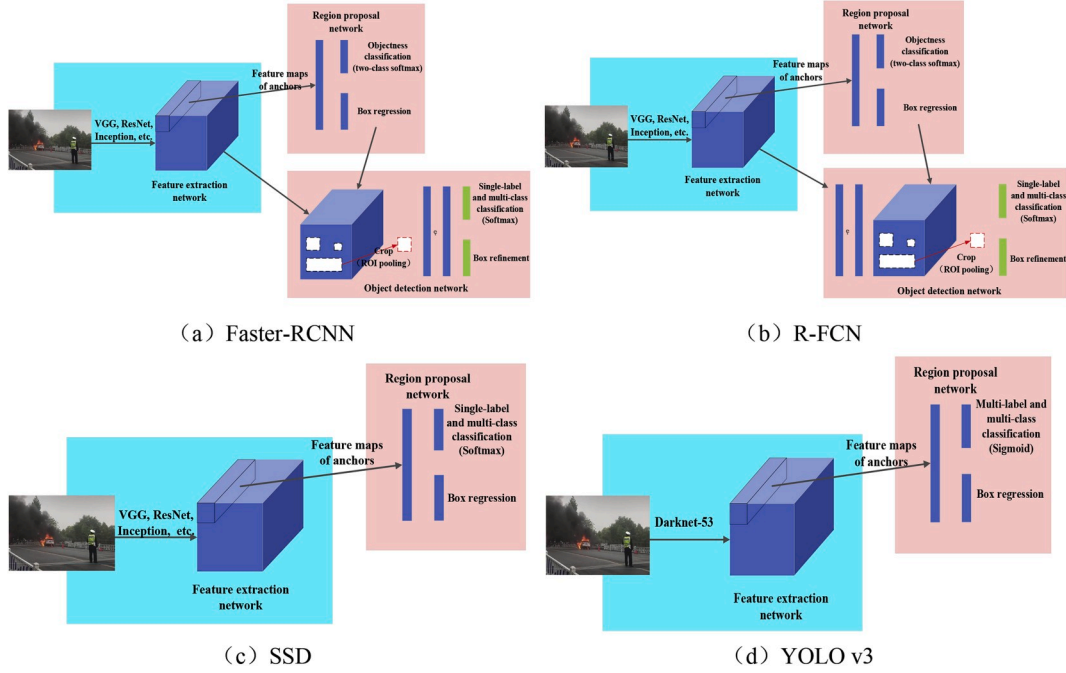 Region proposal
network
Objectness
classification
(two-class softmax)
Feature maps
of anchors
Box regression
VGG, ResNet,
Inception, etc.
Feature extraction
network
Single-label
and multi-class
classification
(Softmax)
Crop
(ROI pooling）
Box refinement
Object detection network
（a）Faster-RCNN
Region proposal
network
Objectness
classification
(two-class softmax)
Feature maps
of anchors
Box regression
VGG, ResNet,
Inception, etc.
Feature extraction
network
Single-label
and multi-class
classification
(Softmax)
Crop
（ROI pooling）
Box refinement
Object detection network
（b）R-FCN
Region proposal
network
Single-label
and multi-class
classification
(Softmax)
Feature maps
of anchors
Box regression
VGG, ResNet,
Inception, etc.
Feature extraction
network
（c）SSD
Region proposal
network
Multi-label and
multi-class
classification
(Sigmoid)
Feature maps
of anchors
Box regression
Darknet-53
Feature extraction
network
（d）YOLO v3